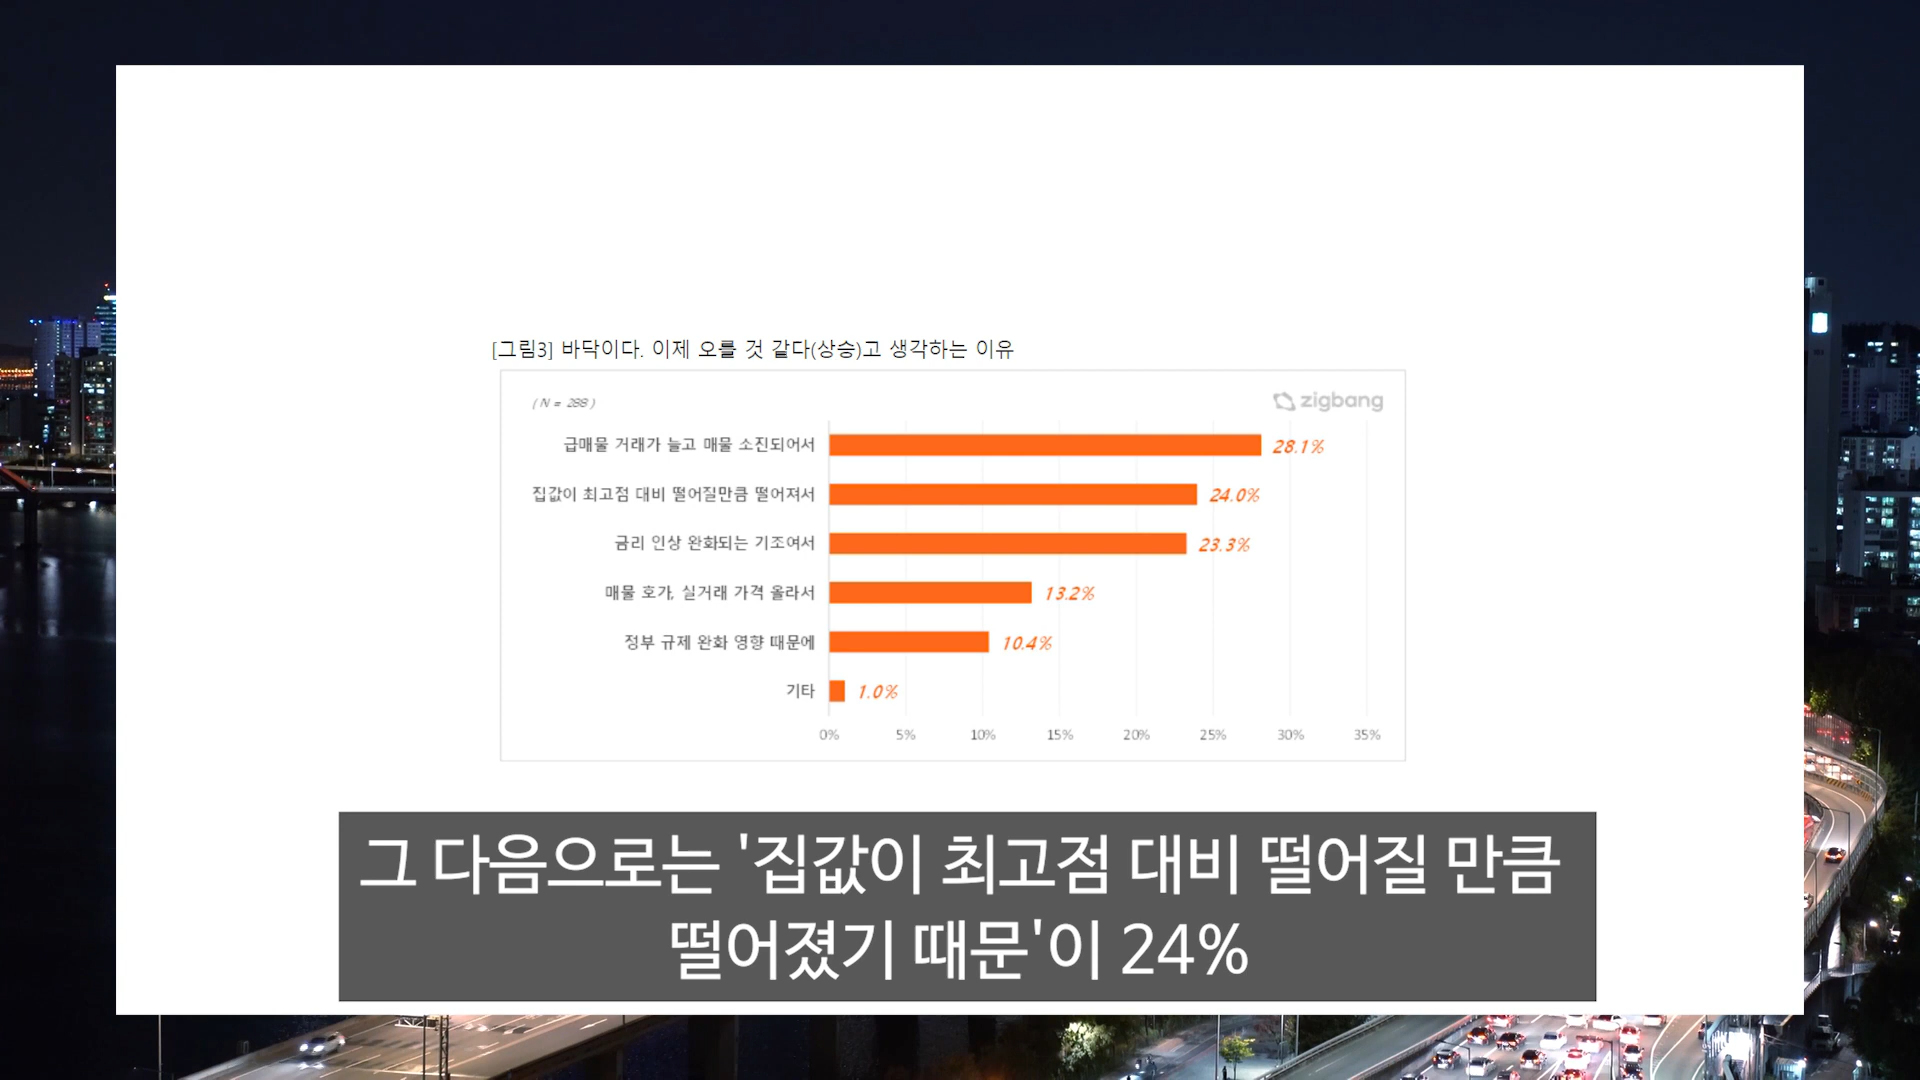 [그림3] 바닥이다. 이제 오를 것 같다(상승)고 생각하는 이유
( N = 288 )
zigbang
급매물 거래가 늘고 매물 소진되어서 28.1%
집값이 최고점 대비 떨어질만큼 떨어져서 24.0%
금리 인상 완화되는 기조여서 23.3%
매물 호가, 실거래 가격 올라서 13.2%
정부 규제 완화 영향 때문에 10.4%
기타 1.0%
0% 5% 10% 15% 20% 25% 30% 35%
그 다음으로는 '집값이 최고점 대비 떨어질 만큼
떨어졌기 때문'이 24%